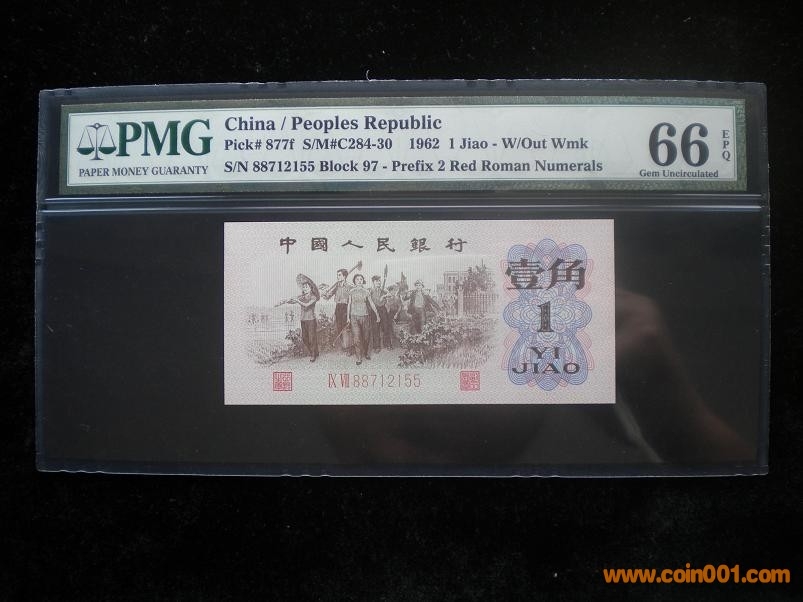 PMG
PAPER MONEY GUARANTY
China / Peoples Republic
Pick# 877f S/M#C284-30 1962 1 Jiao - W/Out Wmk
S/N 88712155 Block 97 - Prefix 2 Red Roman Numerals
66
EPQ
Gem Uncirculated
中國人民銀行
壹角
1
YI
JIAO
IX VII 88712155
www.coin001.com